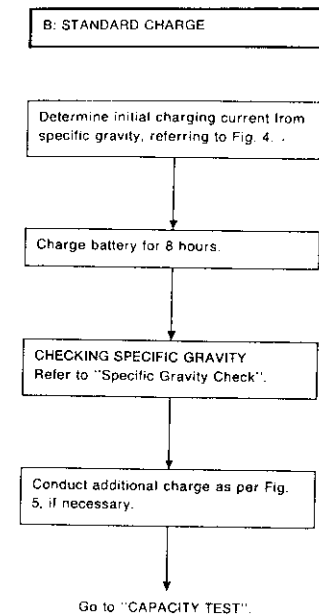 B: STANDARD CHARGE
Determine initial charging current from
specific gravity, referring to Fig. 4.
Charge battery for 8 hours.
CHECKING SPECIFIC GRAVITY
Refer to "Specific Gravity Check".
Conduct additional charge as per Fig.
5, if necessary.
Go to "CAPACITY TEST".